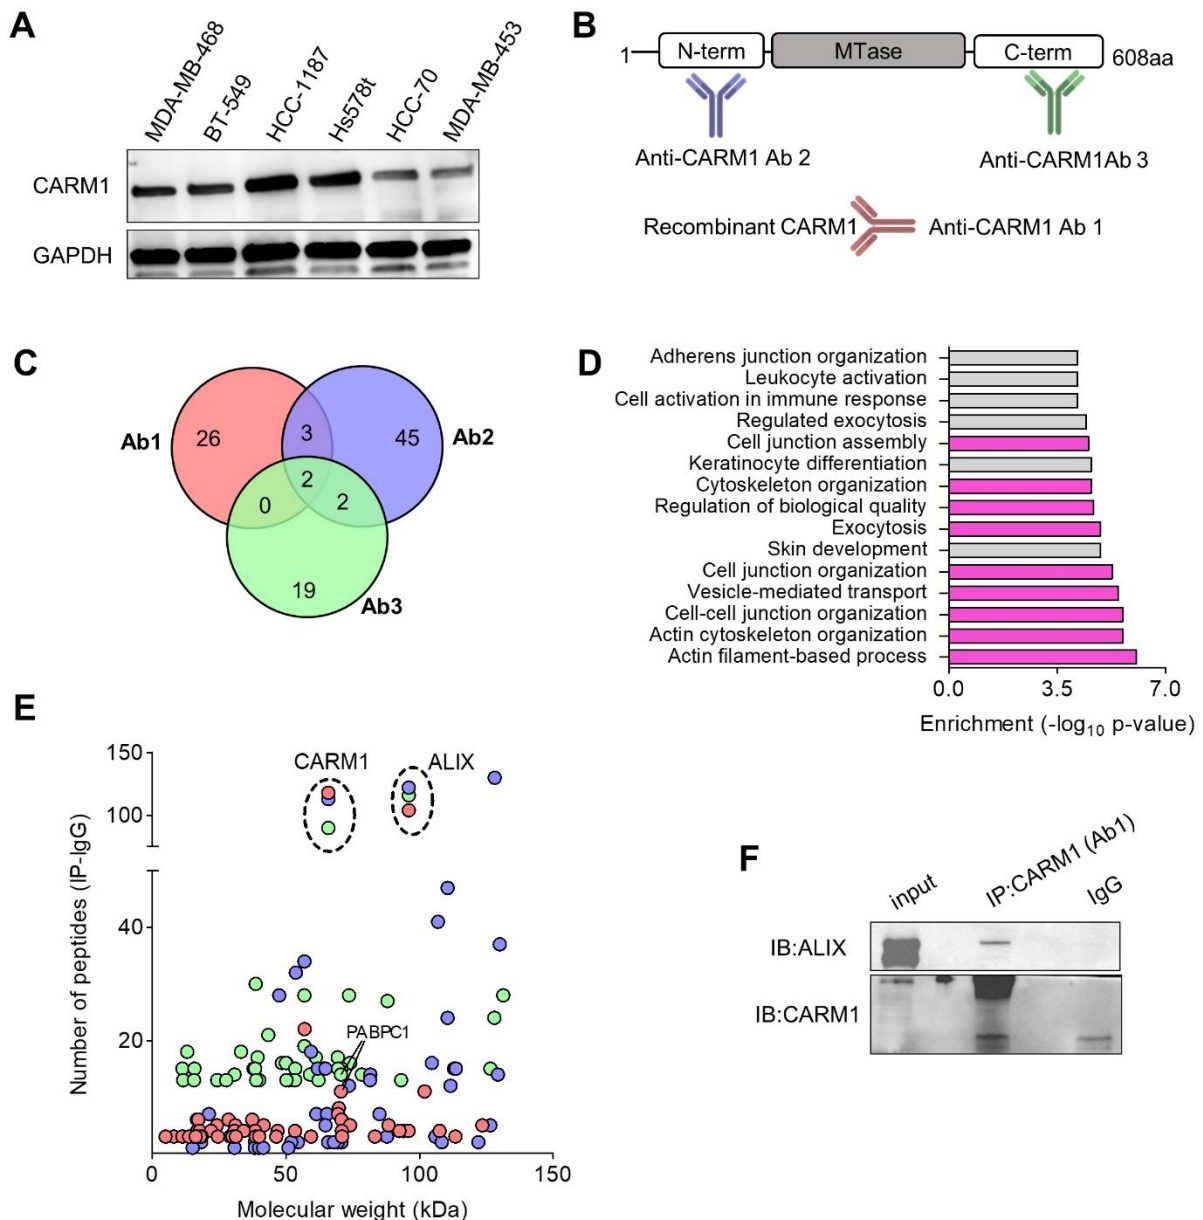 A
MDA-MB-468
BT-549
HCC-1187
Hs578t
HCC-70
MDA-MB-453
CARM1
GAPDH
B
1
N-term
MTase
C-term
608aa
Anti-CARM1 Ab 2
Anti-CARM1Ab 3
Recombinant CARM1
Anti-CARM1 Ab 1
C
Ab1
26
3
45
Ab2
2
0
2
19
Ab3
D
Adherens junction organization
Leukocyte activation
Cell activation in immune response
Regulated exocytosis
Cell junction assembly
Keratinocyte differentiation
Cytoskeleton organization
Regulation of biological quality
Exocytosis
Skin development
Cell junction organization
Vesicle-mediated transport
Cell-cell junction organization
Actin cytoskeleton organization
Actin filament-based process
0.0 3.5 7.0
Enrichment (-log10 p-value)
E
Number of peptides (IP-IgG)
150
100
40
20
CARM1
ALIX
PABPC1
0 50 100 150
Molecular weight (kDa)
F
input
IP:CARM1 (Ab1)
IgG
IB:ALIX
IB:CARM1